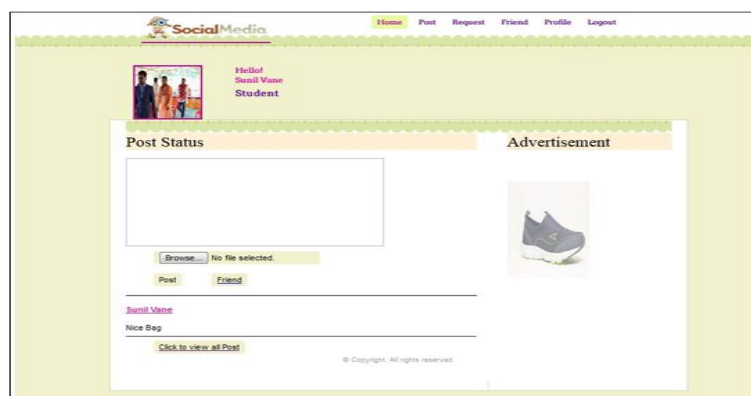 SocialMedia
Home Post Request Friend Profile Logout
Hello!
Sunil Vane
Student
Post Status
Advertisement
Browse... No file selected.
Post Friend
Sunil Vane
Nice Bag
Click to view all Post
© Copyright. All rights reserved.